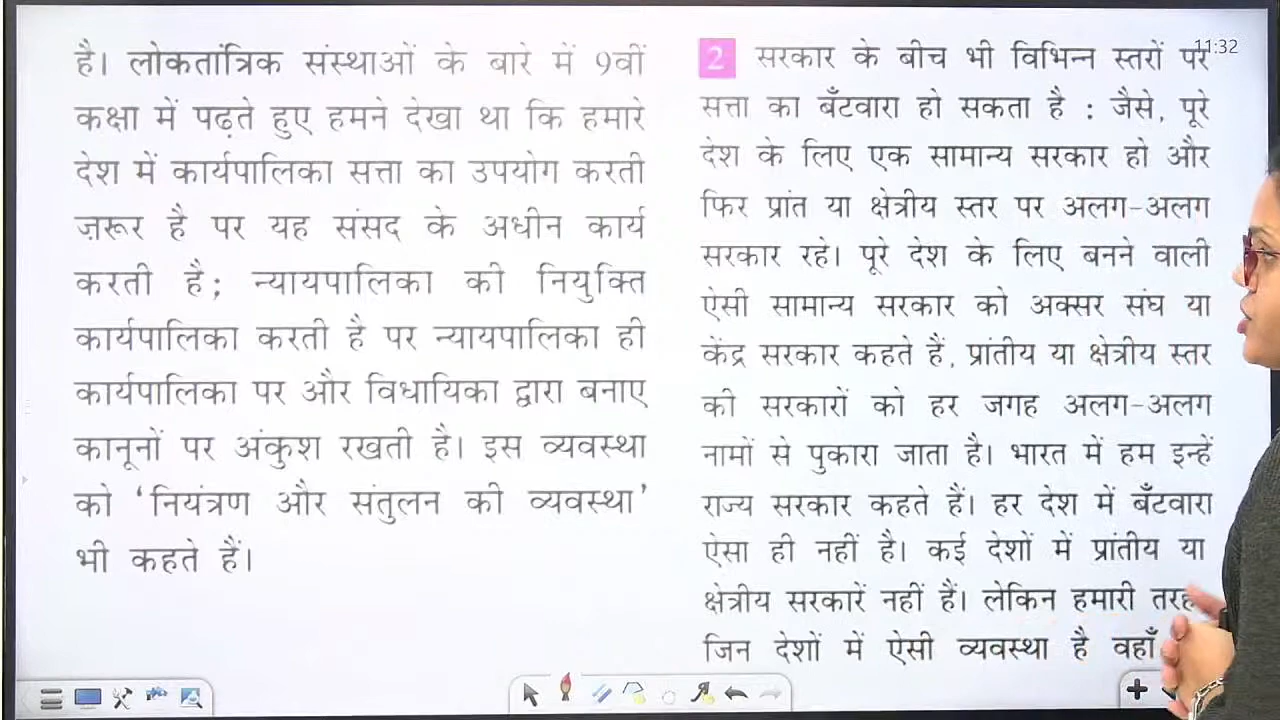 है। लोकतांत्रिक संस्थाओं के बारे में 9वीं
कक्षा में पढ़ते हुए हमने देखा था कि हमारे
देश में कार्यपालिका सत्ता का उपयोग करती
ज़रूर है पर यह संसद के अधीन कार्य
करती है; न्यायपालिका की नियुक्ति
कार्यपालिका करती है पर न्यायपालिका ही
कार्यपालिका पर और विधायिका द्वारा बनाए
कानूनों पर अंकुश रखती है। इस व्यवस्था
को ‘नियंत्रण और संतुलन की व्यवस्था’
भी कहते हैं।
11:32
2 सरकार के बीच भी विभिन्न स्तरों पर
सत्ता का बँटवारा हो सकता है : जैसे, पूरे
देश के लिए एक सामान्य सरकार हो और
फिर प्रांत या क्षेत्रीय स्तर पर अलग-अलग
सरकार रहे। पूरे देश के लिए बनने वाली
ऐसी सामान्य सरकार को अक्सर संघ या
केंद्र सरकार कहते हैं, प्रांतीय या क्षेत्रीय स्तर
की सरकारों को हर जगह अलग-अलग
नामों से पुकारा जाता है। भारत में हम इन्हें
राज्य सरकार कहते हैं। हर देश में बँटवारा
ऐसा ही नहीं है। कई देशों में प्रांतीय या
क्षेत्रीय सरकारें नहीं हैं। लेकिन हमारी तरह
जिन देशों में ऐसी व्यवस्था है वहाँ